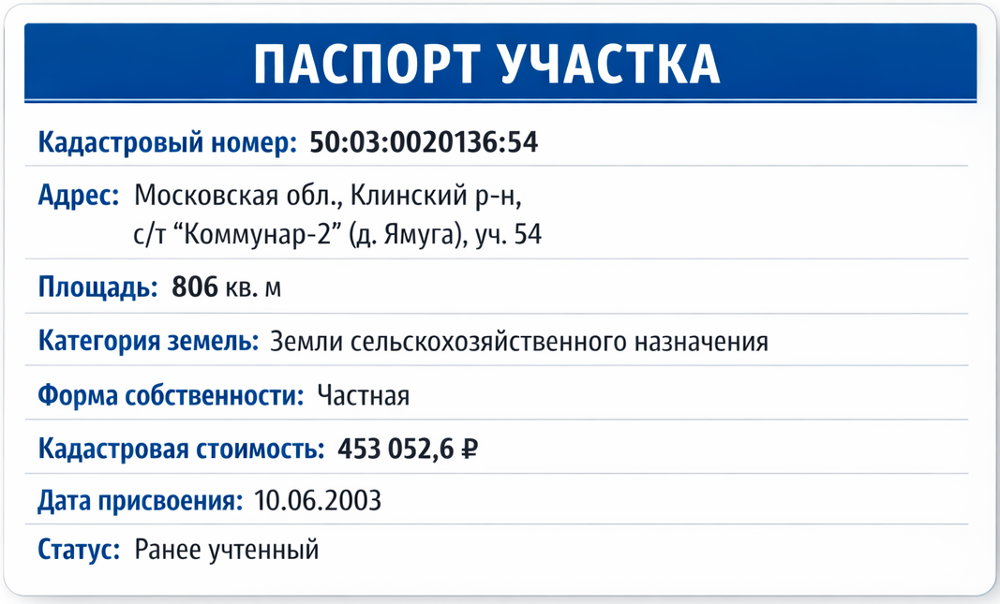 ПАСПОРТ УЧАСТКА
Кадастровый номер: 50:03:0020136:54
Адрес: Московская обл., Клинский р-н,
с/т “Коммунар-2” (д. Ямуга), уч. 54
Площадь: 806 кв. м
Категория земель: Земли сельскохозяйственного назначения
Форма собственности: Частная
Кадастровая стоимость: 453 052,6 ₽
Дата присвоения: 10.06.2003
Статус: Ранее учтенный